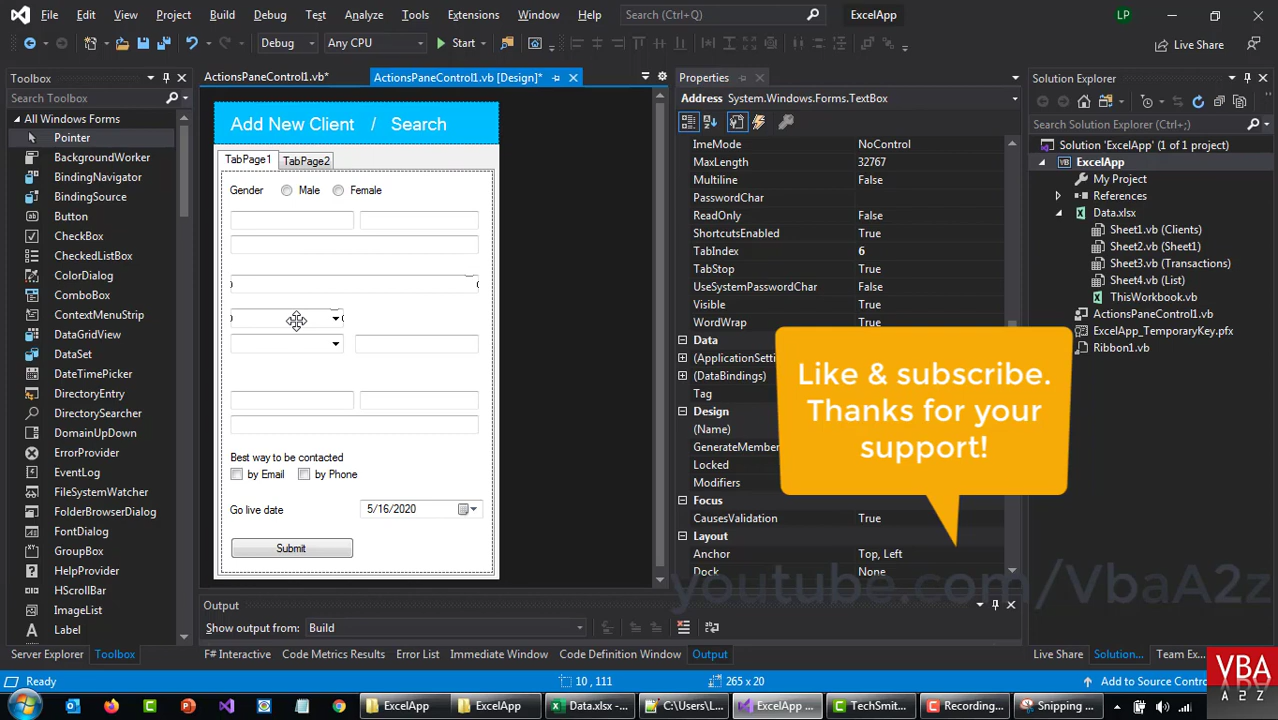 File Edit View Project Build Debug Test Analyze Tools Extensions Window Help Search (Ctrl+Q) ExcelApp LP
Debug Any CPU Start Live Share
Toolbox
Search Toolbox
All Windows Forms
Pointer
BackgroundWorker
BindingNavigator
BindingSource
Button
CheckBox
CheckedListBox
ColorDialog
ComboBox
ContextMenuStrip
DataGridView
DataSet
DateTimePicker
DirectoryEntry
DirectorySearcher
DomainUpDown
ErrorProvider
EventLog
FileSystemWatcher
FolderBrowserDialog
FontDialog
GroupBox
HelpProvider
HScrollBar
ImageList
Label
Server Explorer Toolbox
ActionsPaneControl1.vb* ActionsPaneControl1.vb [Design]*
Add New Client / Search
TabPage1 TabPage2
Gender Male Female
Best way to be contacted
by Email by Phone
Go live date 5/16/2020
Submit
Output
Show output from: Build
F# Interactive Code Metrics Results Error List Immediate Window Code Definition Window Output
Properties
Address System.Windows.Forms.TextBox
ImeMode NoControl
MaxLength 32767
Multiline False
PasswordChar
ReadOnly False
ShortcutsEnabled True
TabIndex 6
TabStop True
UseSystemPasswordChar False
Visible True
WordWrap True
Data
(ApplicationSetti
(DataBindings)
Tag
Design
(Name)
GenerateMember
Locked
Modifiers
Focus
CausesValidation True
Layout
Anchor Top, Left
Dock None
Like & subscribe.
Thanks for your
support!
youtube.com/VbaA2z
Solution Explorer
Search Solution Explorer (Ctrl+;)
Solution 'ExcelApp' (1 of 1 project)
ExcelApp
My Project
References
Data.xlsx
Sheet1.vb (Clients)
Sheet2.vb (Sheet1)
Sheet3.vb (Transactions)
Sheet4.vb (List)
ThisWorkbook.vb
ActionsPaneControl1.vb
ExcelApp_TemporaryKey.pfx
Ribbon1.vb
Live Share Solution... Team Ex...
Ready 10 , 111 265 x 20 Add to Source Contro
ExcelApp ExcelApp Data.xlsx -... C:\Users\L... ExcelApp ... TechSmit... Recording... Snipping ...
VBA
A 2 Z